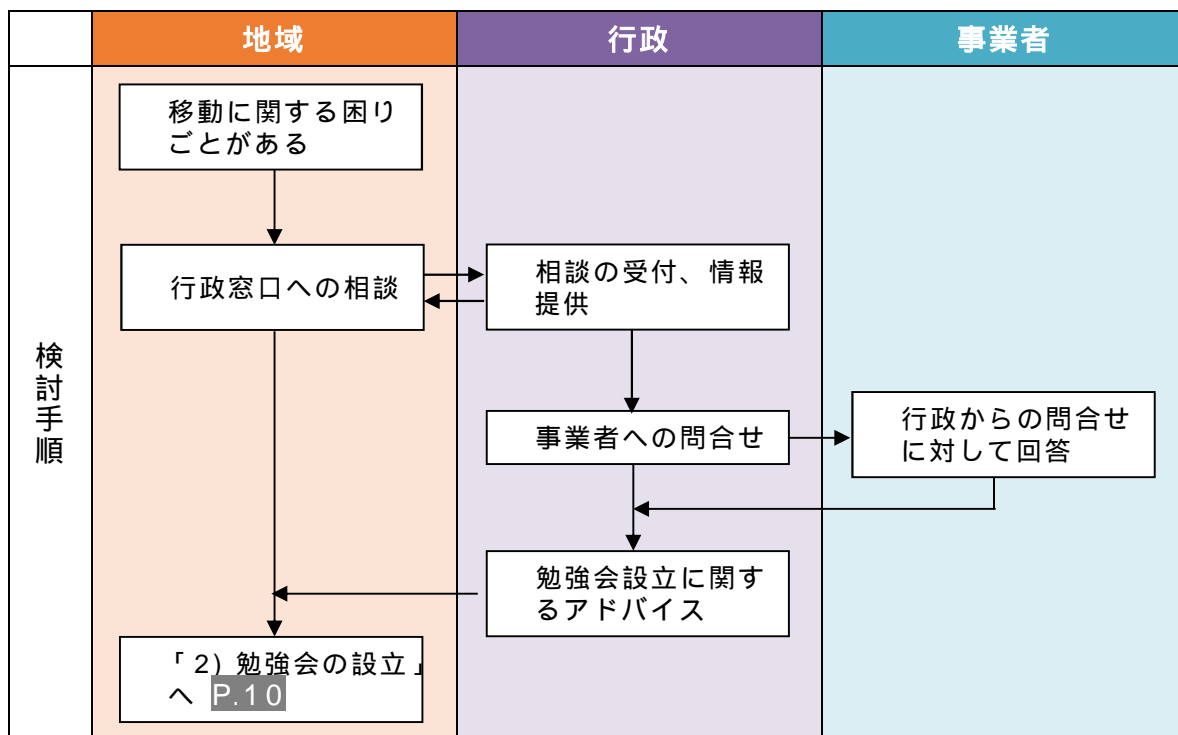 地域
行政
事業者
検討手順
移動に関する困り
ごとがある
行政窓口への相談
相談の受付、情報
提供
事業者への問合せ
行政からの問合せ
に対して回答
勉強会設立に関す
るアドバイス
「2) 勉強会の設立」
へ P.10